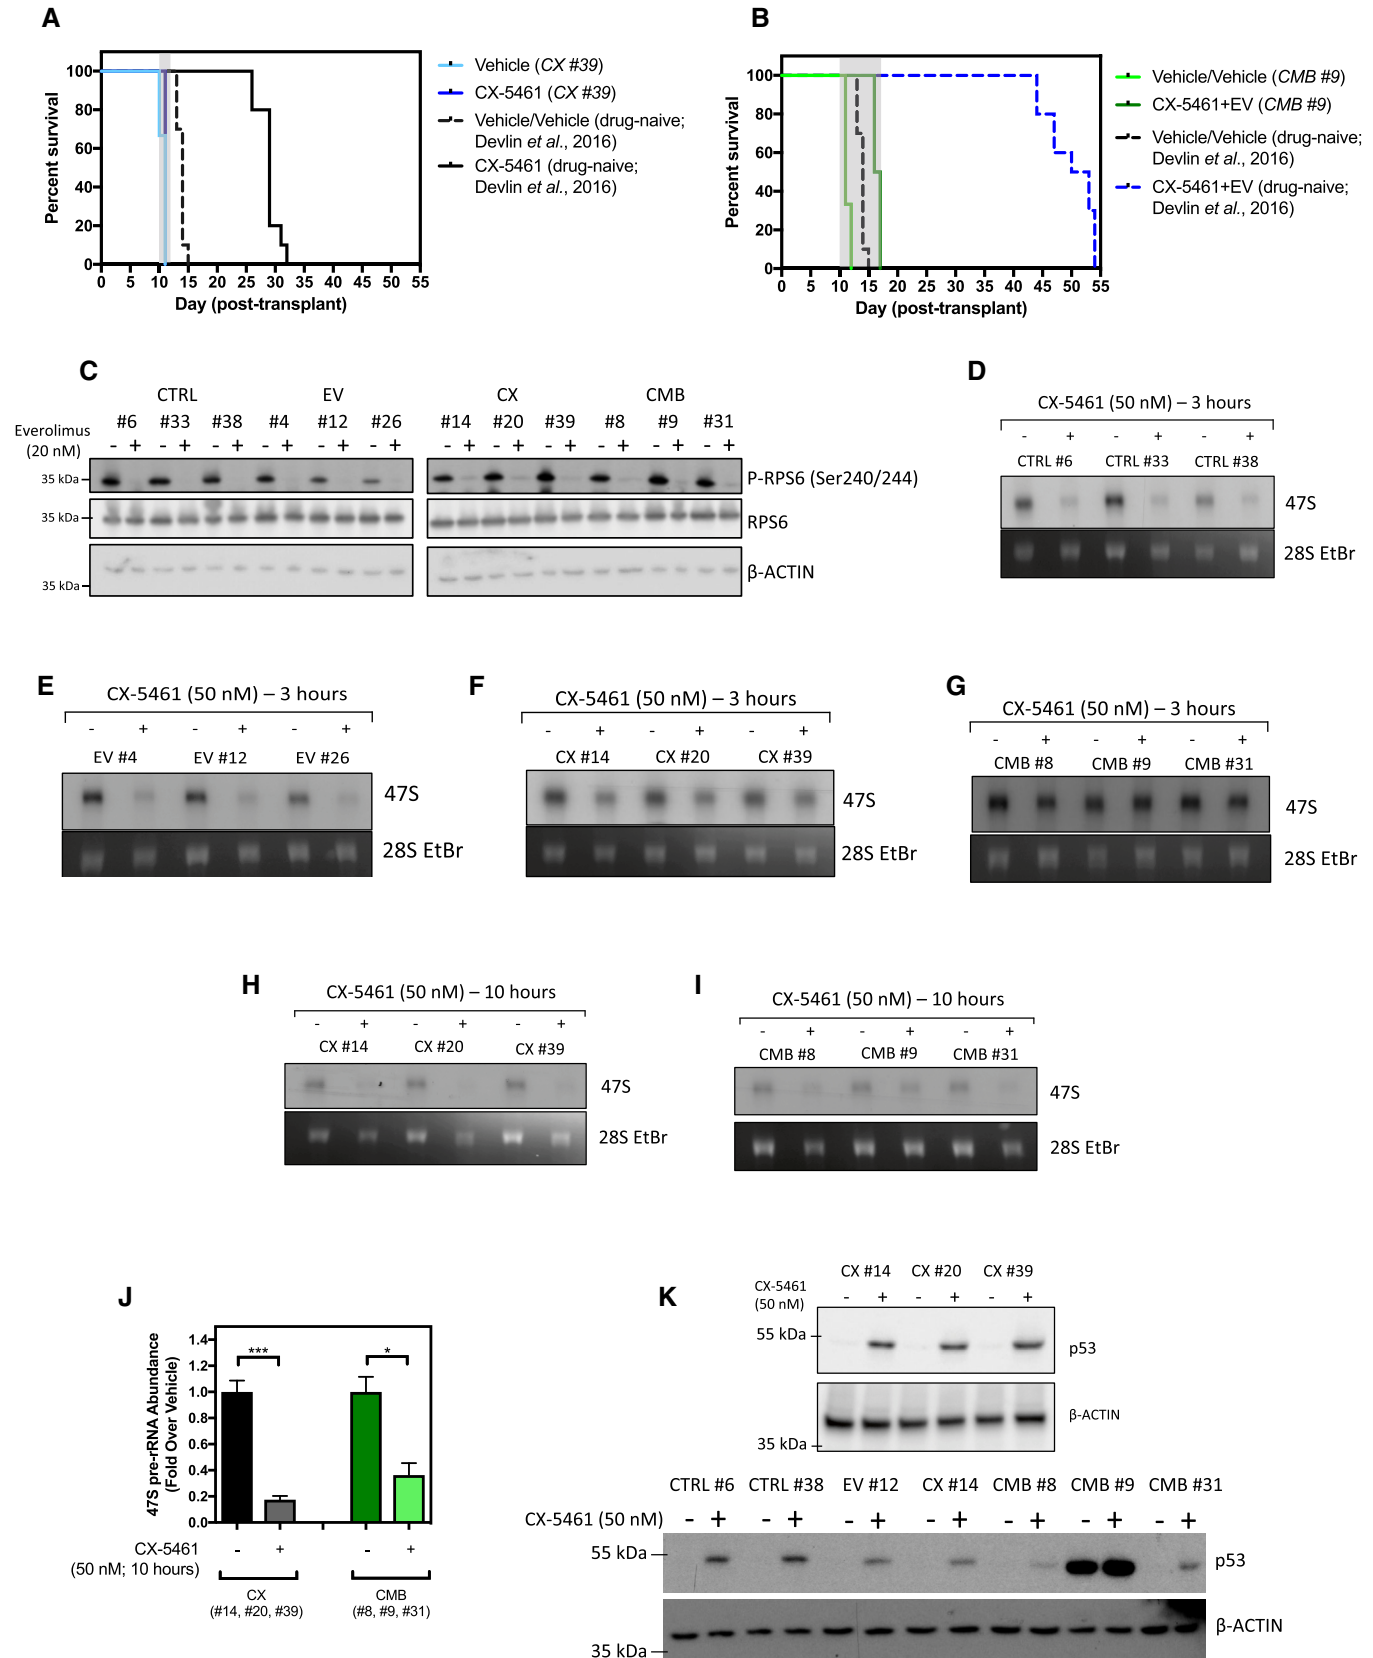 A
Percent survival
100
80
60
40
20
0
0 5 10 15 20 25 30 35 40 45 50 55
Day (post-transplant)
Vehicle (CX #39)
CX-5461 (CX #39)
Vehicle/Vehicle (drug-naive;
Devlin et al., 2016)
CX-5461 (drug-naive;
Devlin et al., 2016)
B
Percent survival
100
80
60
40
20
0
0 5 10 15 20 25 30 35 40 45 50 55
Day (post-transplant)
Vehicle/Vehicle (CMB #9)
CX-5461+EV (CMB #9)
Vehicle/Vehicle (drug-naive;
Devlin et al., 2016)
CX-5461+EV (drug-naive;
Devlin et al., 2016)
C
CTRL EV CX CMB
#6 #33 #38 #4 #12 #26 #14 #20 #39 #8 #9 #31
Everolimus
(20 nM)
- + - + - + - + - + - + - + - + - + - + - + - +
35 kDa
P-RPS6 (Ser240/244)
35 kDa
RPS6
β-ACTIN
35 kDa
D
CX-5461 (50 nM) – 3 hours
- + - + - +
CTRL #6 CTRL #33 CTRL #38
47S
28S EtBr
E
CX-5461 (50 nM) – 3 hours
- + - + - +
EV #4 EV #12 EV #26
47S
28S EtBr
F
CX-5461 (50 nM) – 3 hours
- + - + - +
CX #14 CX #20 CX #39
47S
28S EtBr
G
CX-5461 (50 nM) – 3 hours
- + - + - +
CMB #8 CMB #9 CMB #31
47S
28S EtBr
H
CX-5461 (50 nM) – 10 hours
- + - + - +
CX #14 CX #20 CX #39
47S
28S EtBr
I
CX-5461 (50 nM) – 10 hours
- + - + - +
CMB #8 CMB #9 CMB #31
47S
28S EtBr
J
47S pre-rRNA Abundance
(Fold Over Vehicle)
1.4
1.2
1.0
0.8
0.6
0.4
0.2
0.0
*** *
CX-5461
(50 nM; 10 hours)
- + - +
CX CMB
(#14, #20, #39) (#8, #9, #31)
K
CX #14 CX #20 CX #39
CX-5461
(50 nM)
- + - + - +
55 kDa
p53
β-ACTIN
35 kDa
CTRL #6 CTRL #38 EV #12 CX #14 CMB #8 CMB #9 CMB #31
CX-5461 (50 nM) - + - + - + - + - + - + - +
55 kDa
p53
β-ACTIN
35 kDa